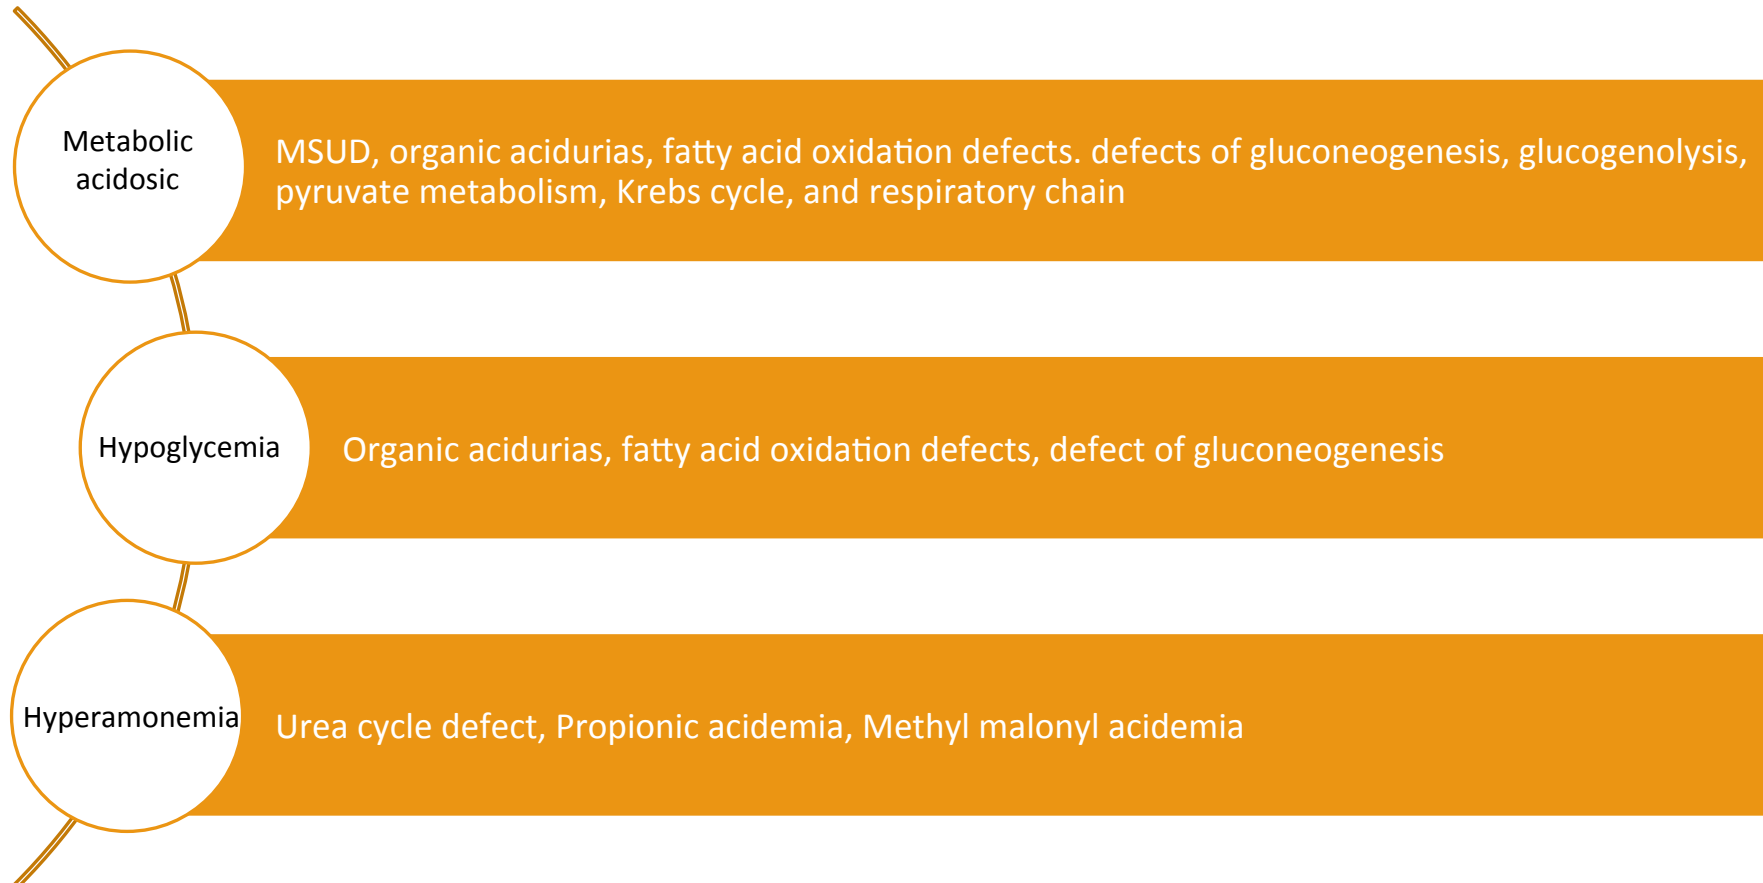 Metabolic
acidosic
MSUD, organic acidurias, fatty acid oxidation defects. defects of gluconeogenesis, glucogenolysis,
pyruvate metabolism, Krebs cycle, and respiratory chain
Hypoglycemia
Organic acidurias, fatty acid oxidation defects, defect of gluconeogenesis
Hyperamonemia
Urea cycle defect, Propionic acidemia, Methyl malonyl acidemia